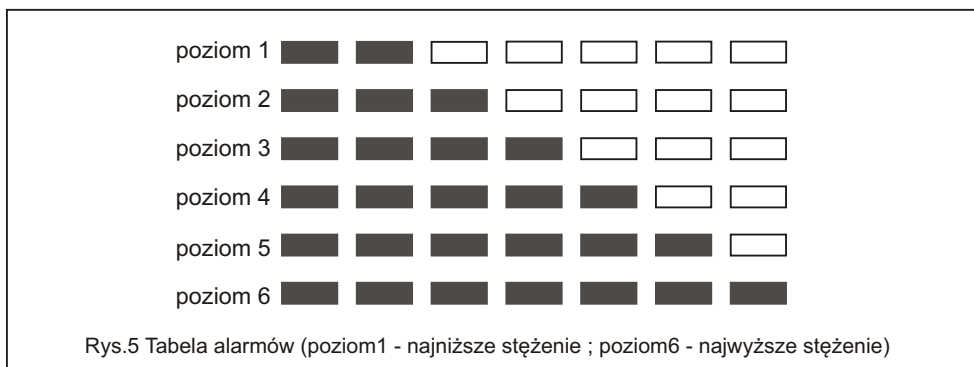 poziom 1
poziom 2
poziom 3
poziom 4
poziom 5
poziom 6
Rys.5 Tabela alarmów (poziom1 - najniższe stężenie ; poziom6 - najwyższe stężenie)